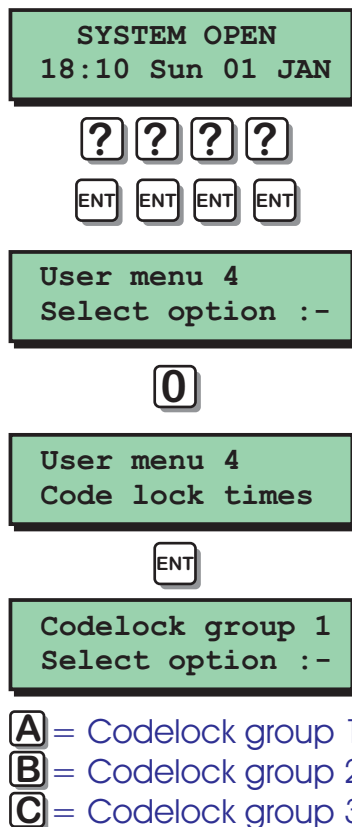 SYSTEM OPEN
18:10 Sun 01 JAN
? ? ? ?
ENT ENT ENT ENT
User menu 4
Select option :-
0
User menu 4
Code lock times
ENT
Codelock group 1
Select option :-
A = Codelock group 1
B = Codelock group 2
C = Codelock group 3